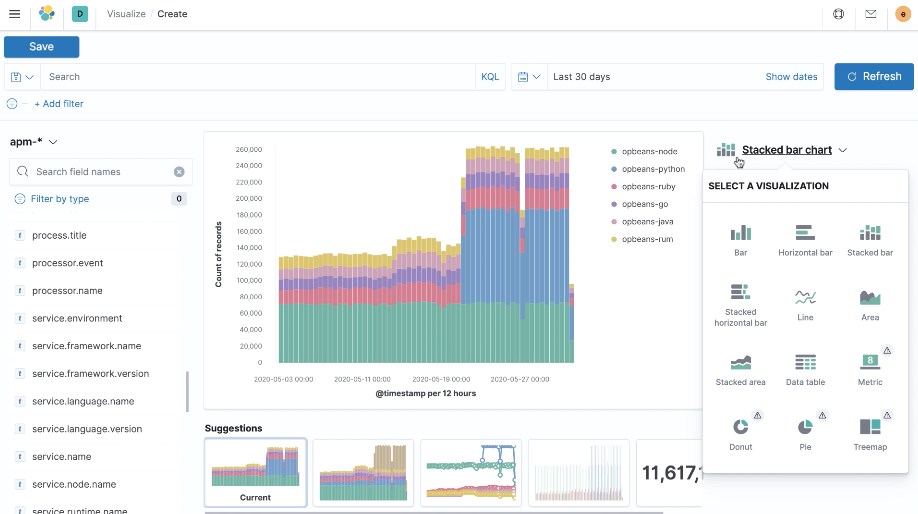 D
Visualize / Create
e
Save
Search
KQL
Last 30 days
Show dates
Refresh
+ Add filter
apm-*
Search field names
Filter by type
0
t process.title
t processor.event
t processor.name
t service.environment
t service.framework.name
t service.framework.version
t service.language.name
t service.language.version
t service.name
t service.node.name
t service.runtime.name
Count of records
260,000
240,000
220,000
200,000
180,000
160,000
140,000
120,000
100,000
80,000
60,000
40,000
20,000
0
2020-05-03 00:00
2020-05-11 00:00
2020-05-19 00:00
2020-05-27 00:00
@timestamp per 12 hours
opbeans-node
opbeans-python
opbeans-ruby
opbeans-go
opbeans-java
opbeans-rum
Suggestions
Current
11,617,
Stacked bar chart
SELECT A VISUALIZATION
Bar
Horizontal bar
Stacked bar
Stacked
horizontal bar
Line
Area
Stacked area
Data table
8
Metric
Donut
Pie
Treemap